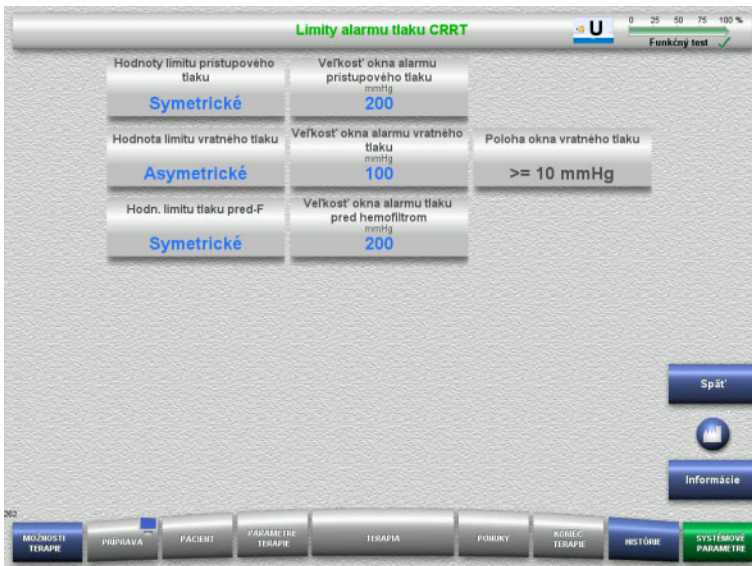 Limity alarmu tlaku CRRT
U
0 25 50 75 100 %
Funkčný test
Hodnoty limitu prístupového
tlaku
Symetrické
Veľkosť okna alarmu
prístupového tlaku
mmHg
200
Hodnota limitu vratného tlaku
Asymetrické
Veľkosť okna alarmu vratného
tlaku
mmHg
100
Poloha okna vratného tlaku
>= 10 mmHg
Hodn. limitu tlaku pred-F
Symetrické
Veľkosť okna alarmu tlaku
pred hemofiltrom
mmHg
200
Späť
Informácie
262
MOŽNOSTI
TERAPIE
PRÍPRAVA
PACIENT
PARAMETRE
TERAPIE
TERAPIA
PONUKY
KONIEC
TERAPIE
HISTÓRIE
SYSTÉMOVÉ
PARAMETRE